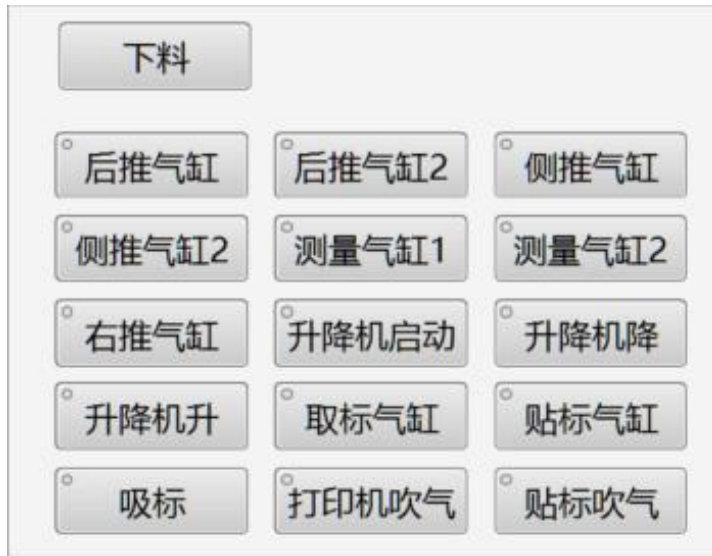 下料
后推气缸 后推气缸2 侧推气缸
侧推气缸2 测量气缸1 测量气缸2
右推气缸 升降机启动 升降机降
升降机升 取标气缸 贴标气缸
吸标 打印机吹气 贴标吹气